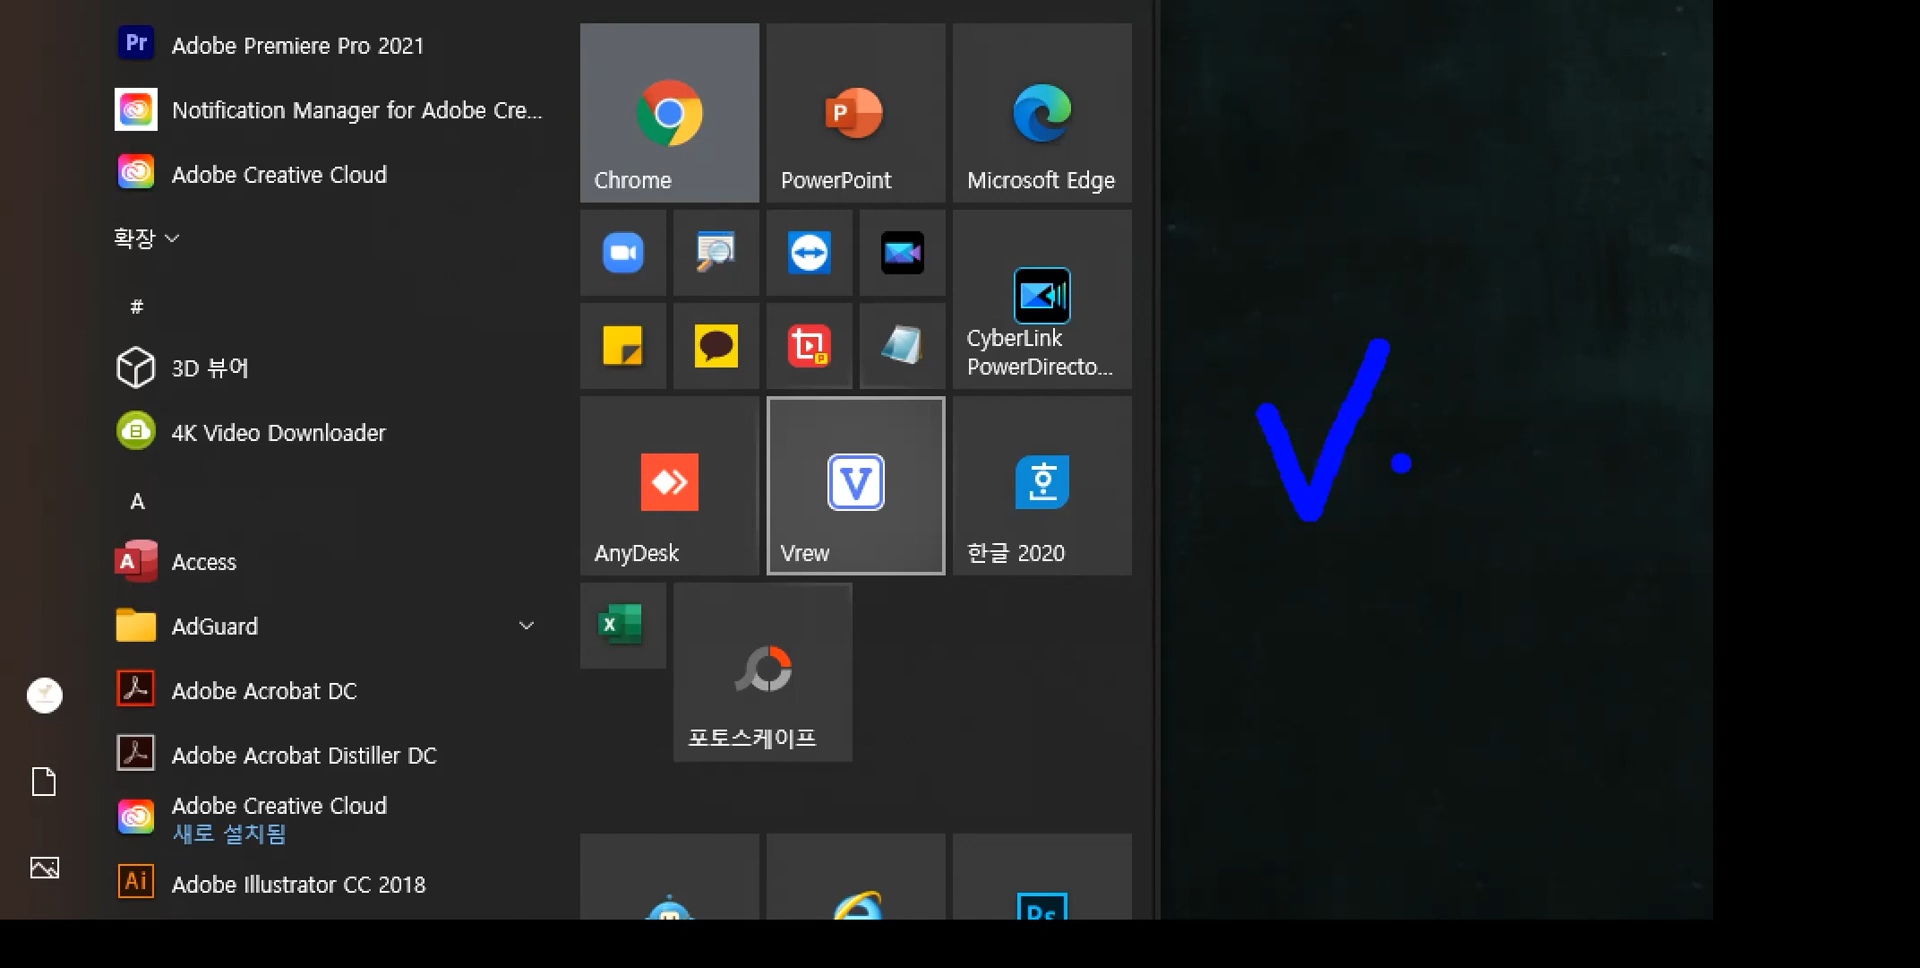 Pr
Adobe Premiere Pro 2021
Notification Manager for Adobe Cre...
Adobe Creative Cloud
확장
#
3D 뷰어
4K Video Downloader
A
A
Access
AdGuard
Adobe Acrobat DC
Adobe Acrobat Distiller DC
Adobe Creative Cloud
새로 설치됨
Ai
Adobe Illustrator CC 2018
Chrome
P
PowerPoint
Microsoft Edge
P
CyberLink
PowerDirecto...
AnyDesk
V
Vrew
한글 2020
X
포토스케이프
Ps
V.